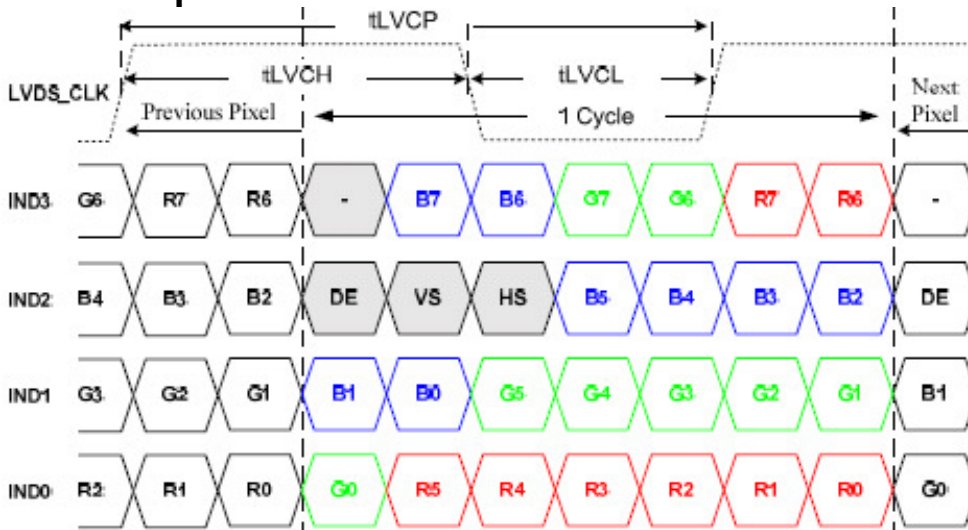 tLVCP
tLVCH tLVCL
LVDS_CLK
Previous Pixel 1 Cycle Next Pixel
IND3 G6 R7 R6 - B7 B6 G7 G6 R7 R6 -
IND2 B4 B3 B2 DE VS HS B5 B4 B3 B2 DE
IND1 G3 G2 G1 B1 B0 G5 G4 G3 G2 G1 B1
IND0 R2 R1 R0 G0 R5 R4 R3 R2 R1 R0 G0